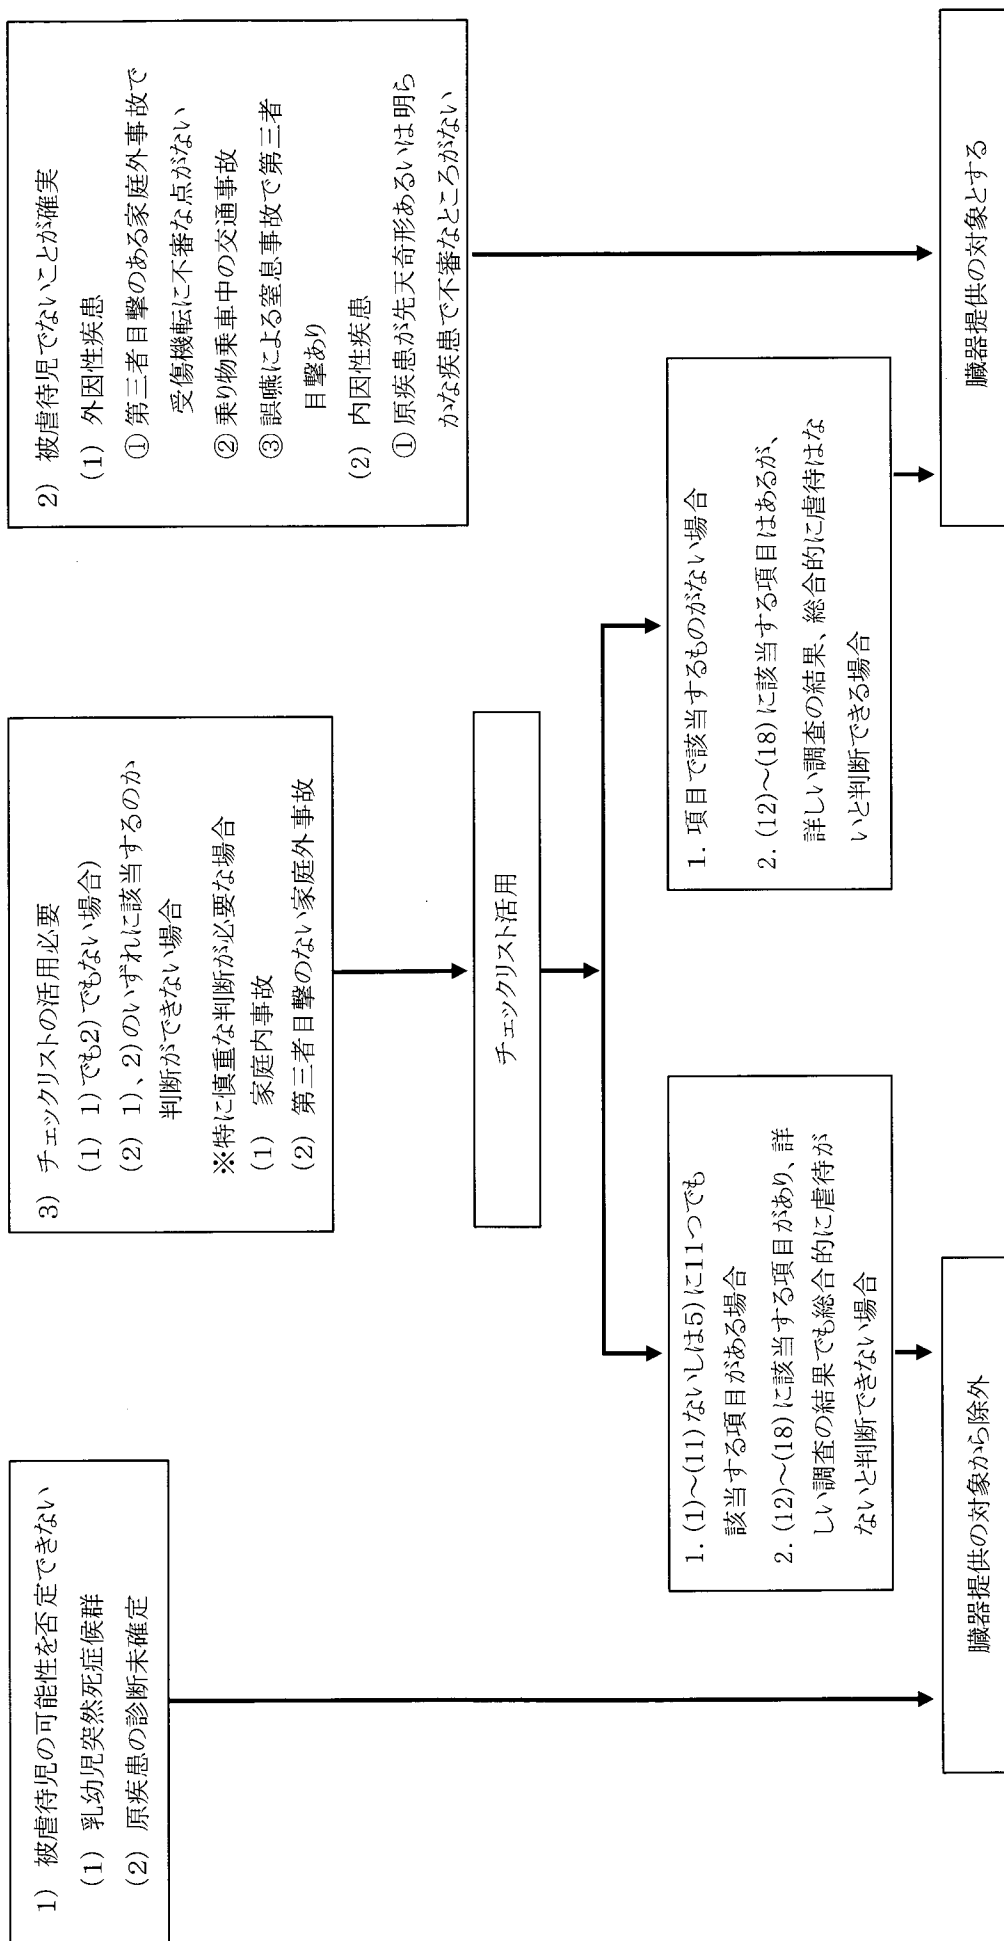 1) 被虐待児の可能性を否定できない
(1) 乳幼児突然死症候群
(2) 原疾患の診断未確定
3) チェックリストの活用必要
(1) 1)でも2)でもない場合)
(2) 1)、2)のいずれに該当するのか
判断ができない場合
※特に慎重な判断が必要な場合
(1) 家庭内事故
(2) 第三者目撃のない家庭外事故
2) 被虐待児でないことが確実
(1) 外因性疾患
①第三者目撃のある家庭外事故で
受傷機転に不審な点がない
②乗り物乗車中の交通事故
③誤嚥による窒息事故で第三者
目撃あり
(2) 内因性疾患
①原疾患が先天奇形あるいは明ら
かな疾患で不審なところがない
チェックリスト活用
1. (1)～(11)ないしは5)に11つでも
該当する項目がある場合
2. (12)～(18)に該当する項目があり、詳
しい調査の結果でも総合的に虐待が
ないと判断できない場合
1. 項目で該当するものがない場合
2. (12)～(18)に該当する項目はあるが、
詳しい調査の結果、総合的に虐待はな
いと判断できる場合
臓器提供の対象から除外
臓器提供の対象とする